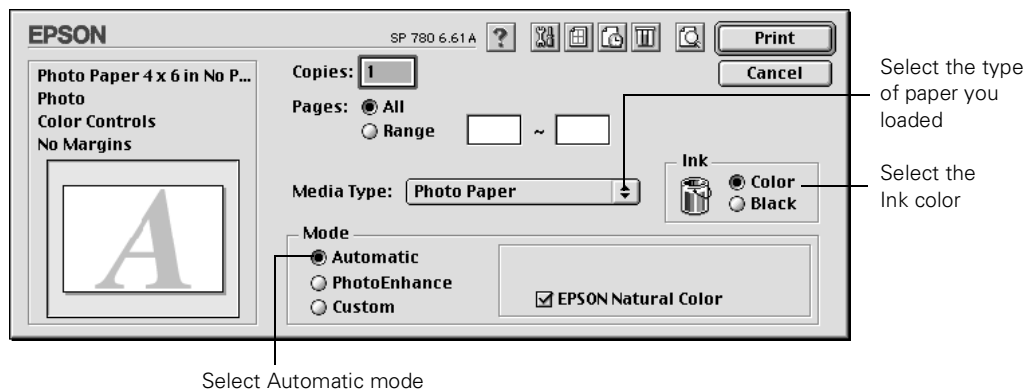 EPSON
SP 780 6.61A
?
Print
Cancel
Photo Paper 4 x 6 in No P...
Photo
Color Controls
No Margins
A
Copies: 1
Pages: All
Range ~
Media Type: Photo Paper
Ink
Color
Black
Mode
Automatic
PhotoEnhance
Custom
EPSON Natural Color
Select the type
of paper you
loaded
Select the
Ink color
Select Automatic mode